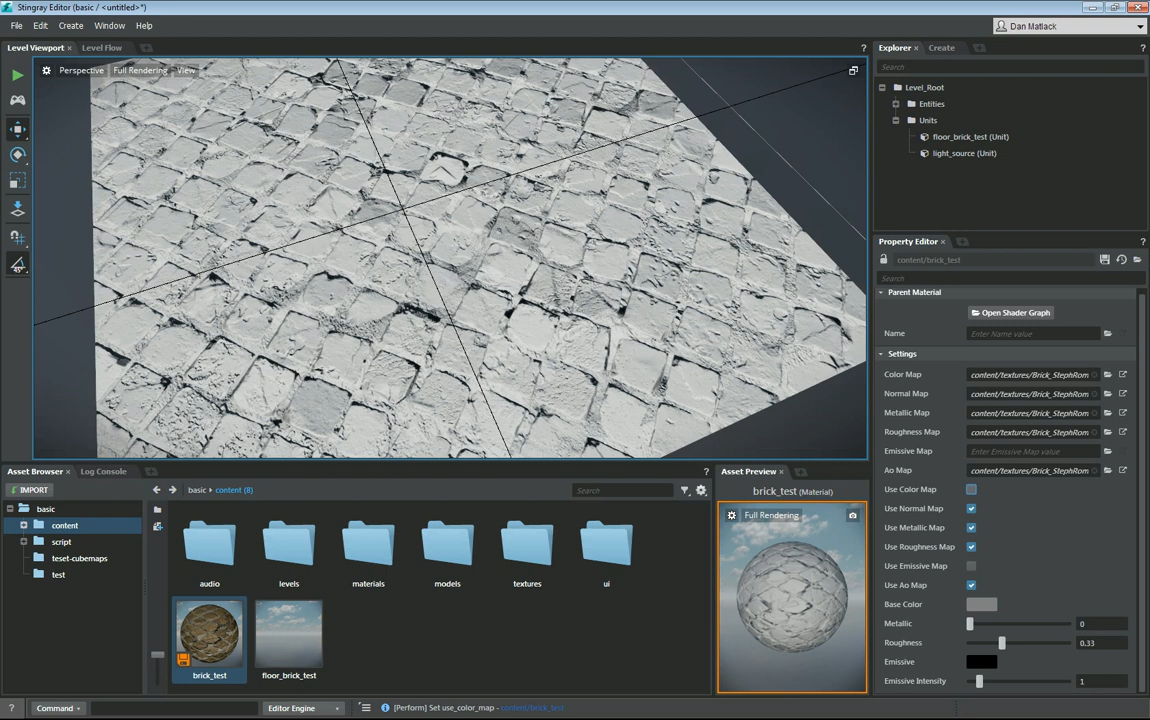 Stingray Editor (basic / <untitled>*)
File Edit Create Window Help
Dan Matlack
Level Viewport × Level Flow
?
Explorer × Create
?
Perspective Full Rendering View
Search
Level_Root
Entities
Units
floor_brick_test (Unit)
light_source (Unit)
45°
Property Editor ×
?
content/brick_test
Search
Parent Material
Open Shader Graph
Name Enter Name value
Settings
Color Map content/textures/Brick_StephRom
Normal Map content/textures/Brick_StephRom
Metallic Map content/textures/Brick_StephRom
Roughness Map content/textures/Brick_StephRom
Emissive Map Enter Emissive Map value
Ao Map content/textures/Brick_StephRom
Use Color Map
Use Normal Map
Use Metallic Map
Use Roughness Map
Use Emissive Map
Use Ao Map
Base Color
Metallic 0
Roughness 0.33
Emissive
Emissive Intensity 1
Asset Browser × Log Console
?
IMPORT
basic content (8)
Search
basic
content
script
teset-cubemaps
test
audio levels materials models textures ui
brick_test floor_brick_test
Asset Preview ×
brick_test (Material)
Full Rendering
? Command Editor Engine [Perform] Set use_color_map - content/brick_test